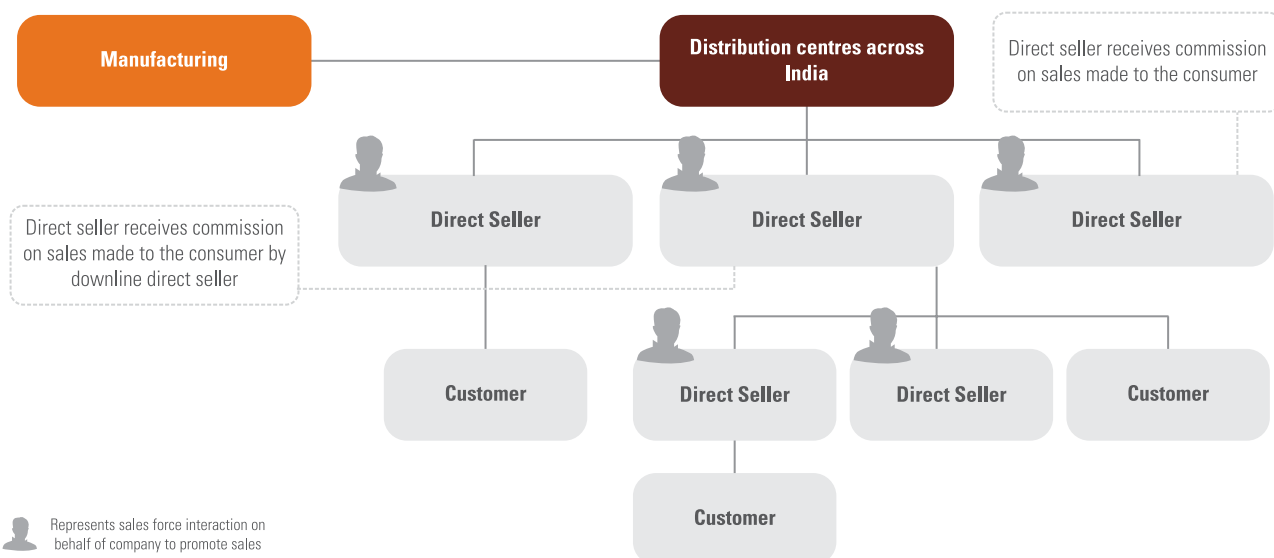 Manufacturing
Distribution centres across
India
Direct seller receives commission
on sales made to the consumer
Direct Seller
Direct Seller
Direct Seller
Direct seller receives commission
on sales made to the consumer by
downline direct seller
Customer
Direct Seller
Direct Seller
Customer
Customer
Represents sales force interaction on
behalf of company to promote sales